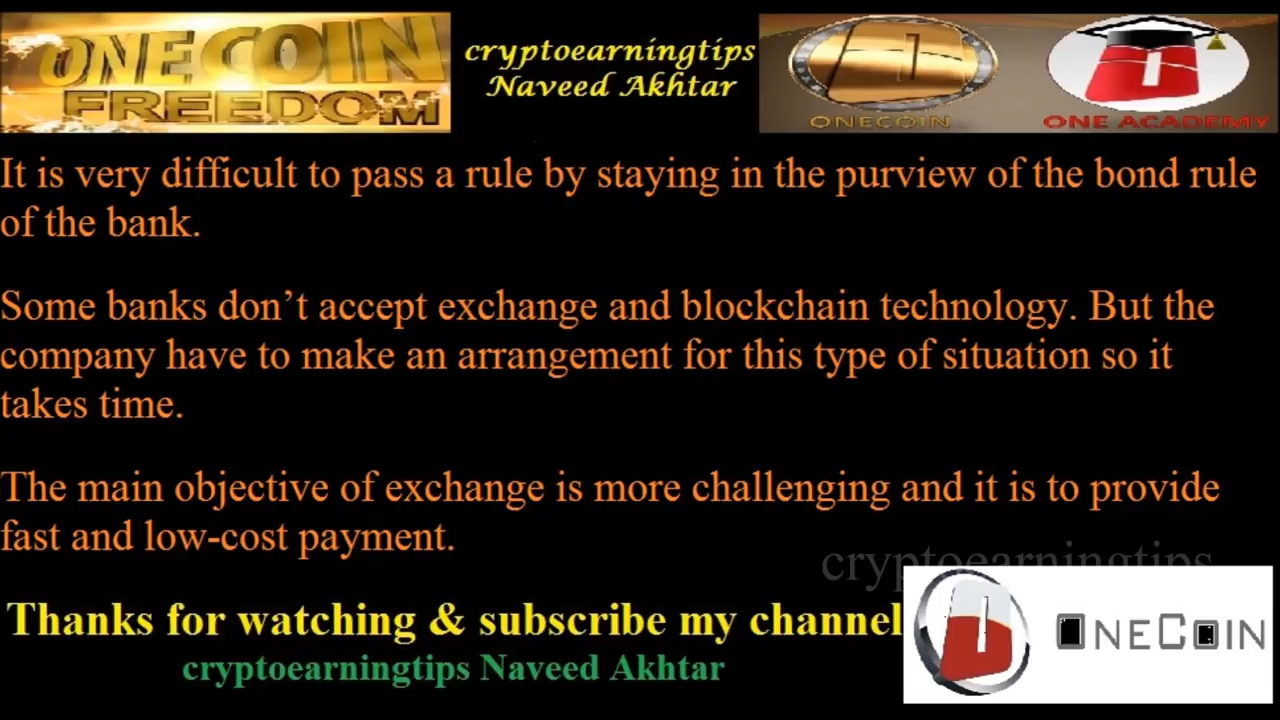 ONECOIN
FREEDOM
cryptoearningtips
Naveed Akhtar
ONECOIN
ONE ACADEMY
It is very difficult to pass a rule by staying in the purview of the bond rule
of the bank.
Some banks don’t accept exchange and blockchain technology. But the
company have to make an arrangement for this type of situation so it
takes time.
The main objective of exchange is more challenging and it is to provide
fast and low-cost payment.
cryptoearningtips
Thanks for watching & subscribe my channel
cryptoearningtips Naveed Akhtar
ONECOIN